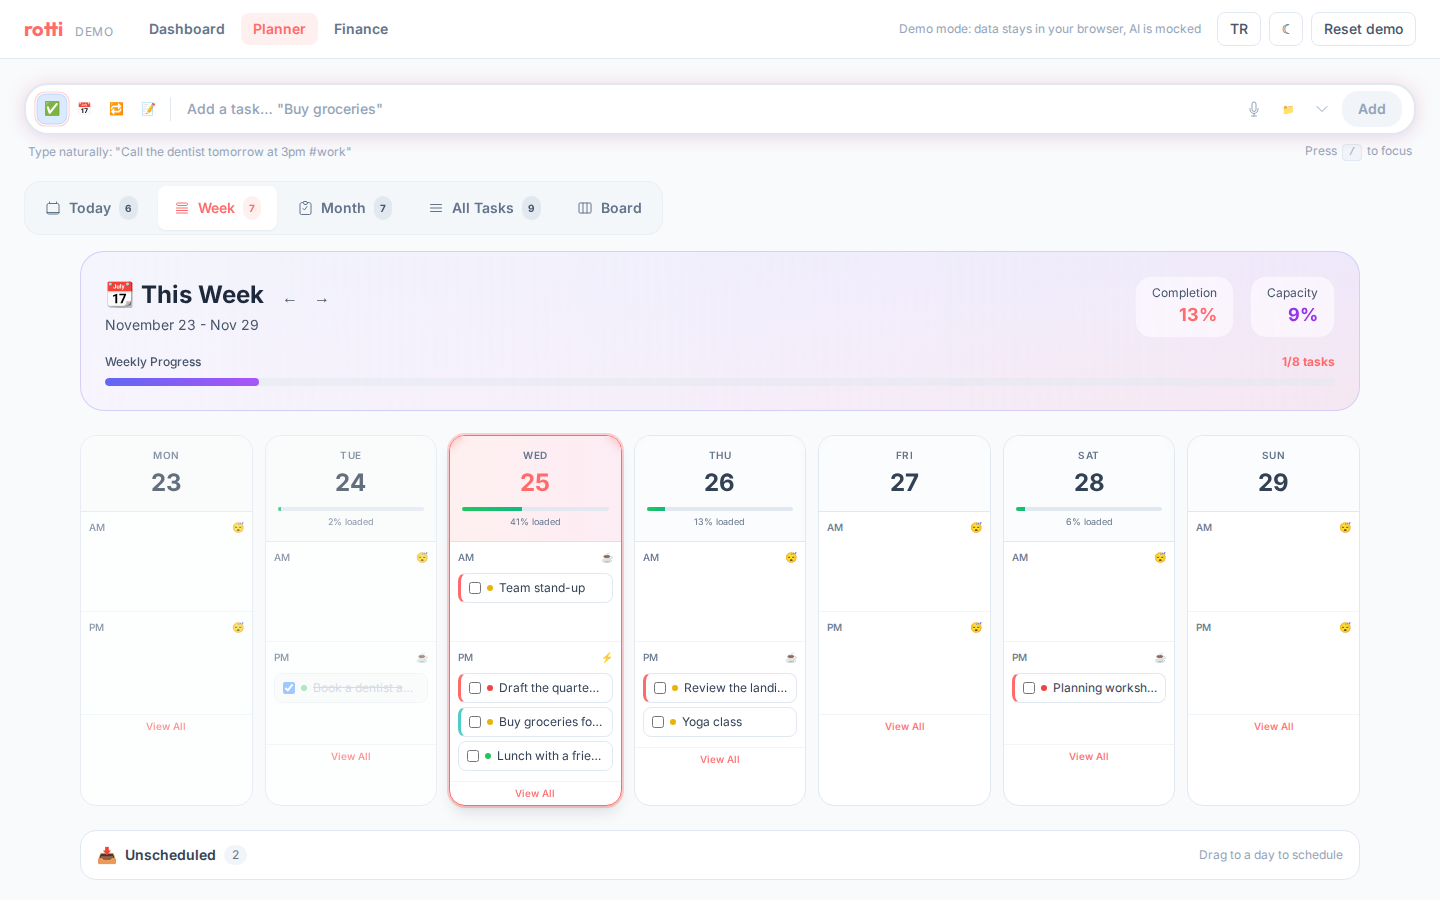 rotti DEMO Dashboard Planner Finance Demo mode: data stays in your browser, AI is mocked TR Reset demo
Add a task... "Buy groceries" Add
Type naturally: "Call the dentist tomorrow at 3pm #work" Press / to focus
Today 6 Week 7 Month 7 All Tasks 9 Board
This Week ← → Completion Capacity
13% 9%
November 23 - Nov 29
Weekly Progress 1/8 tasks
MON
23
AM
PM
View All
TUE
24
2% loaded
AM
PM
Book a dentist a...
View All
WED
25
41% loaded
AM
Team stand-up
PM
Draft the quarte...
Buy groceries fo...
Lunch with a frie...
View All
THU
26
13% loaded
AM
PM
Review the landi...
Yoga class
View All
FRI
27
AM
PM
View All
SAT
28
6% loaded
AM
PM
Planning worksh...
View All
SUN
29
AM
PM
View All
Unscheduled 2 Drag to a day to schedule